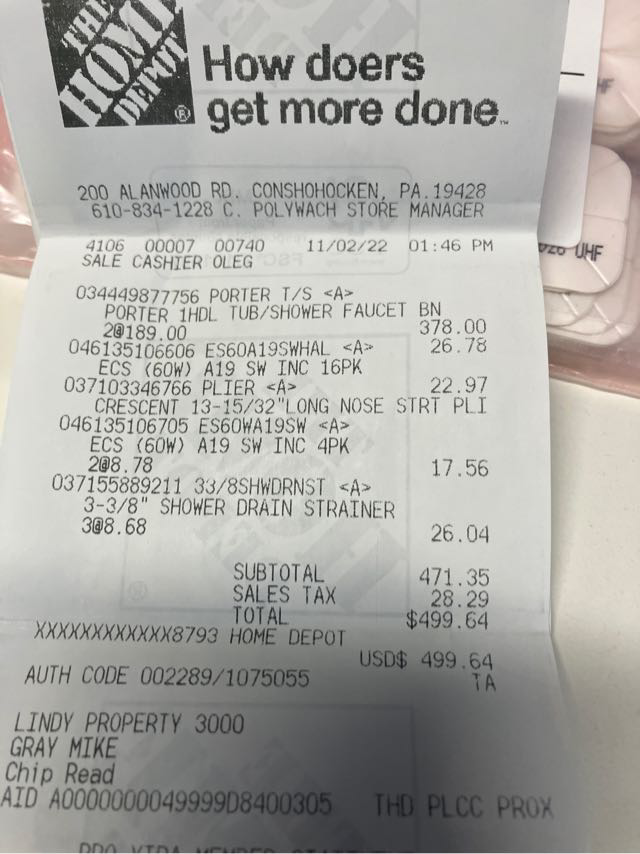 THE HOME DEPOT®
How doers
get more done™
200 ALANWOOD RD. CONSHOHOCKEN, PA.19428
610-834-1228 C. POLYWACH STORE MANAGER
4106 00007 00740 11/02/22 01:46 PM
SALE CASHIER OLEG
034449877756 PORTER T/S <A>
PORTER 1HDL TUB/SHOWER FAUCET BN
2@189.00 378.00
046135106606 ES60A19SWHAL <A> 26.78
ECS (60W) A19 SW INC 16PK
037103346766 PLIER <A> 22.97
CRESCENT 13-15/32"LONG NOSE STRT PLI
046135106705 ES60WA19SW <A>
ECS (60W) A19 SW INC 4PK
2@8.78 17.56
037155889211 33/8SHWDRNST <A>
3-3/8" SHOWER DRAIN STRAINER
3@8.68 26.04
SUBTOTAL 471.35
SALES TAX 28.29
TOTAL $499.64
XXXXXXXXXXXX8793 HOME DEPOT
USD$ 499.64
AUTH CODE 002289/1075055 TA
LINDY PROPERTY 3000
GRAY MIKE
Chip Read
AID A0000000049999D8400305 THD PLCC PROX
UHF